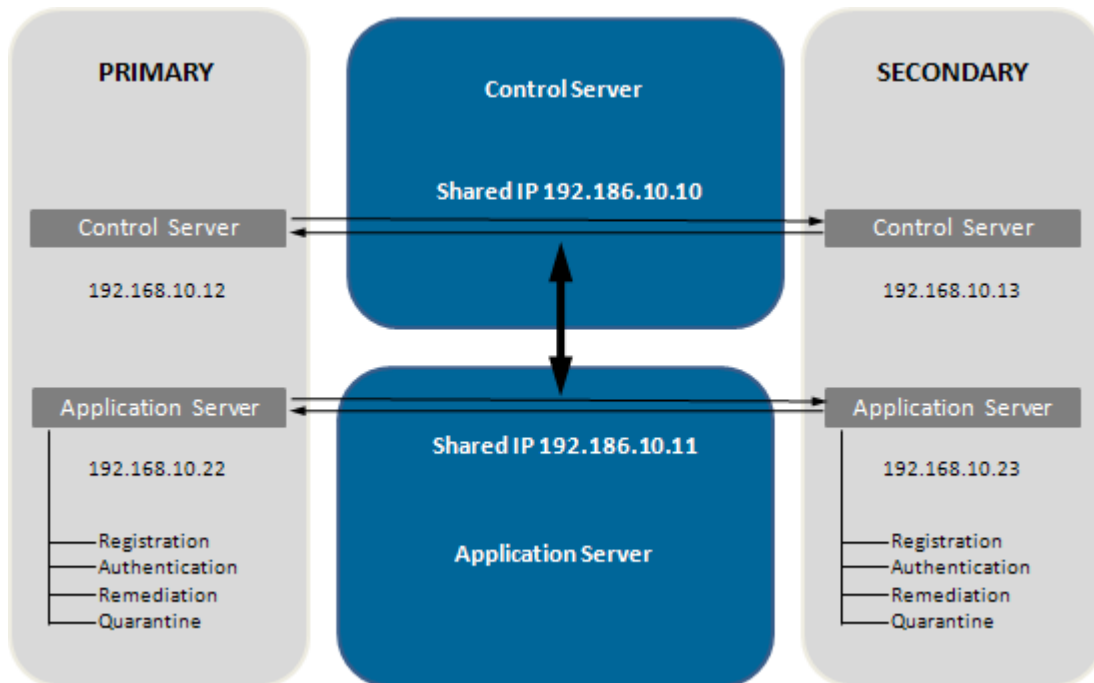 PRIMARY
Control Server
192.168.10.12
Application Server
192.168.10.22
Registration
Authentication
Remediation
Quarantine
Control Server
Shared IP 192.186.10.10
Shared IP 192.186.10.11
Application Server
SECONDARY
Control Server
192.168.10.13
Application Server
192.168.10.23
Registration
Authentication
Remediation
Quarantine